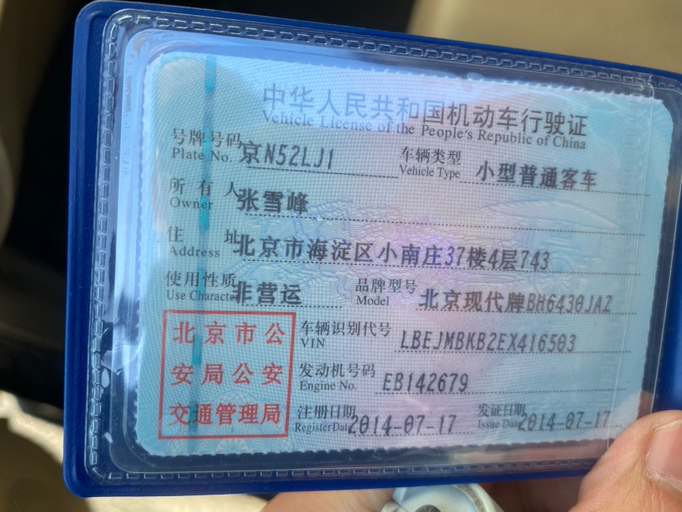 中华人民共和国机动车行驶证
Vehicle License of the People's Republic of China
号牌号码 京N52LJ1 车辆类型 小型普通客车
Plate No. Vehicle Type
所有人 张雪峰
Owner
住址 北京市海淀区小南庄37楼4层743
Address
使用性质 非营运 品牌型号 北京现代牌BH6430JAZ
Use Character Model
北京市公
安局公安
交通管理局
车辆识别代号 LBEJMBKB2EX416503
VIN
发动机号码 EB142679
Engine No.
注册日期 2014-07-17 发证日期 2014-07-17
Register Date Issue Date